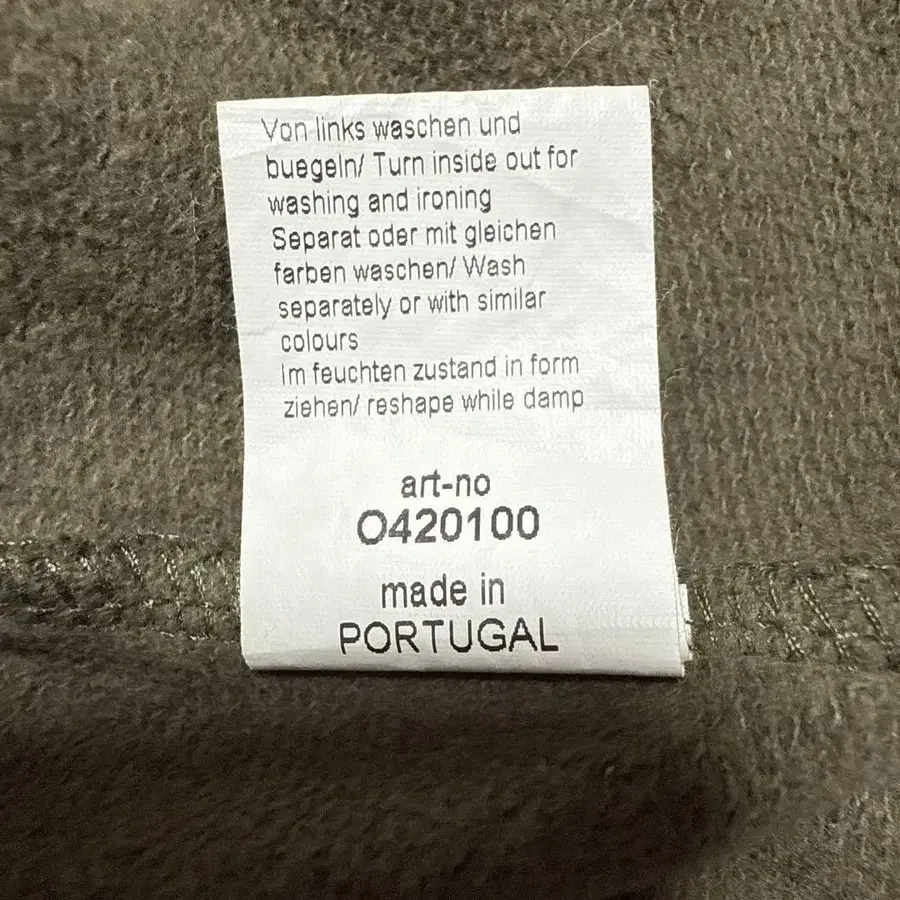 Von links waschen und
buegeln/ Turn inside out for
washing and ironing
Separat oder mit gleichen
farben waschen/ Wash
separately or with similar
colours
Im feuchten zustand in form
ziehen/ reshape while damp
art-no
O420100
made in
PORTUGAL